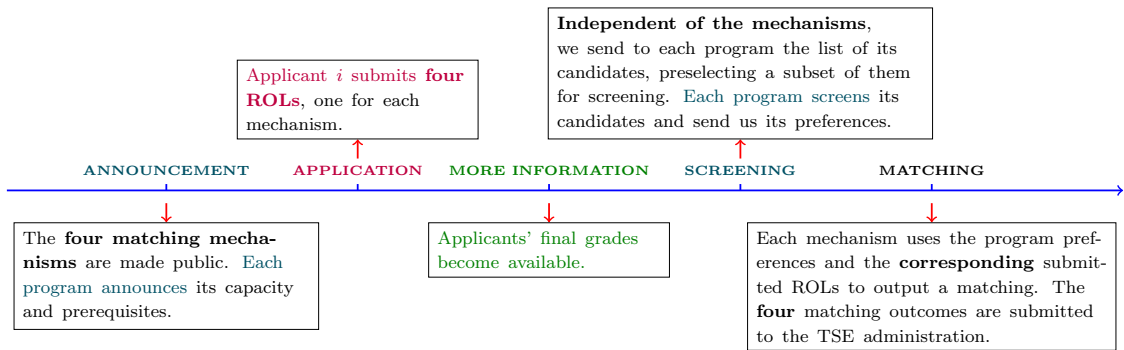 Independent of the mechanisms,
we send to each program the list of its
candidates, preselecting a subset of them
for screening. Each program screens its
candidates and send us its preferences.
Applicant i submits four
ROLs, one for each
mechanism.
ANNOUNCEMENT
APPLICATION
MORE INFORMATION
SCREENING
MATCHING
The four matching mecha-
nisms are made public. Each
program announces its capacity
and prerequisites.
Applicants' final grades
become available.
Each mechanism uses the program pref-
erences and the corresponding submit-
ted ROLs to output a matching. The
four matching outcomes are submitted
to the TSE administration.